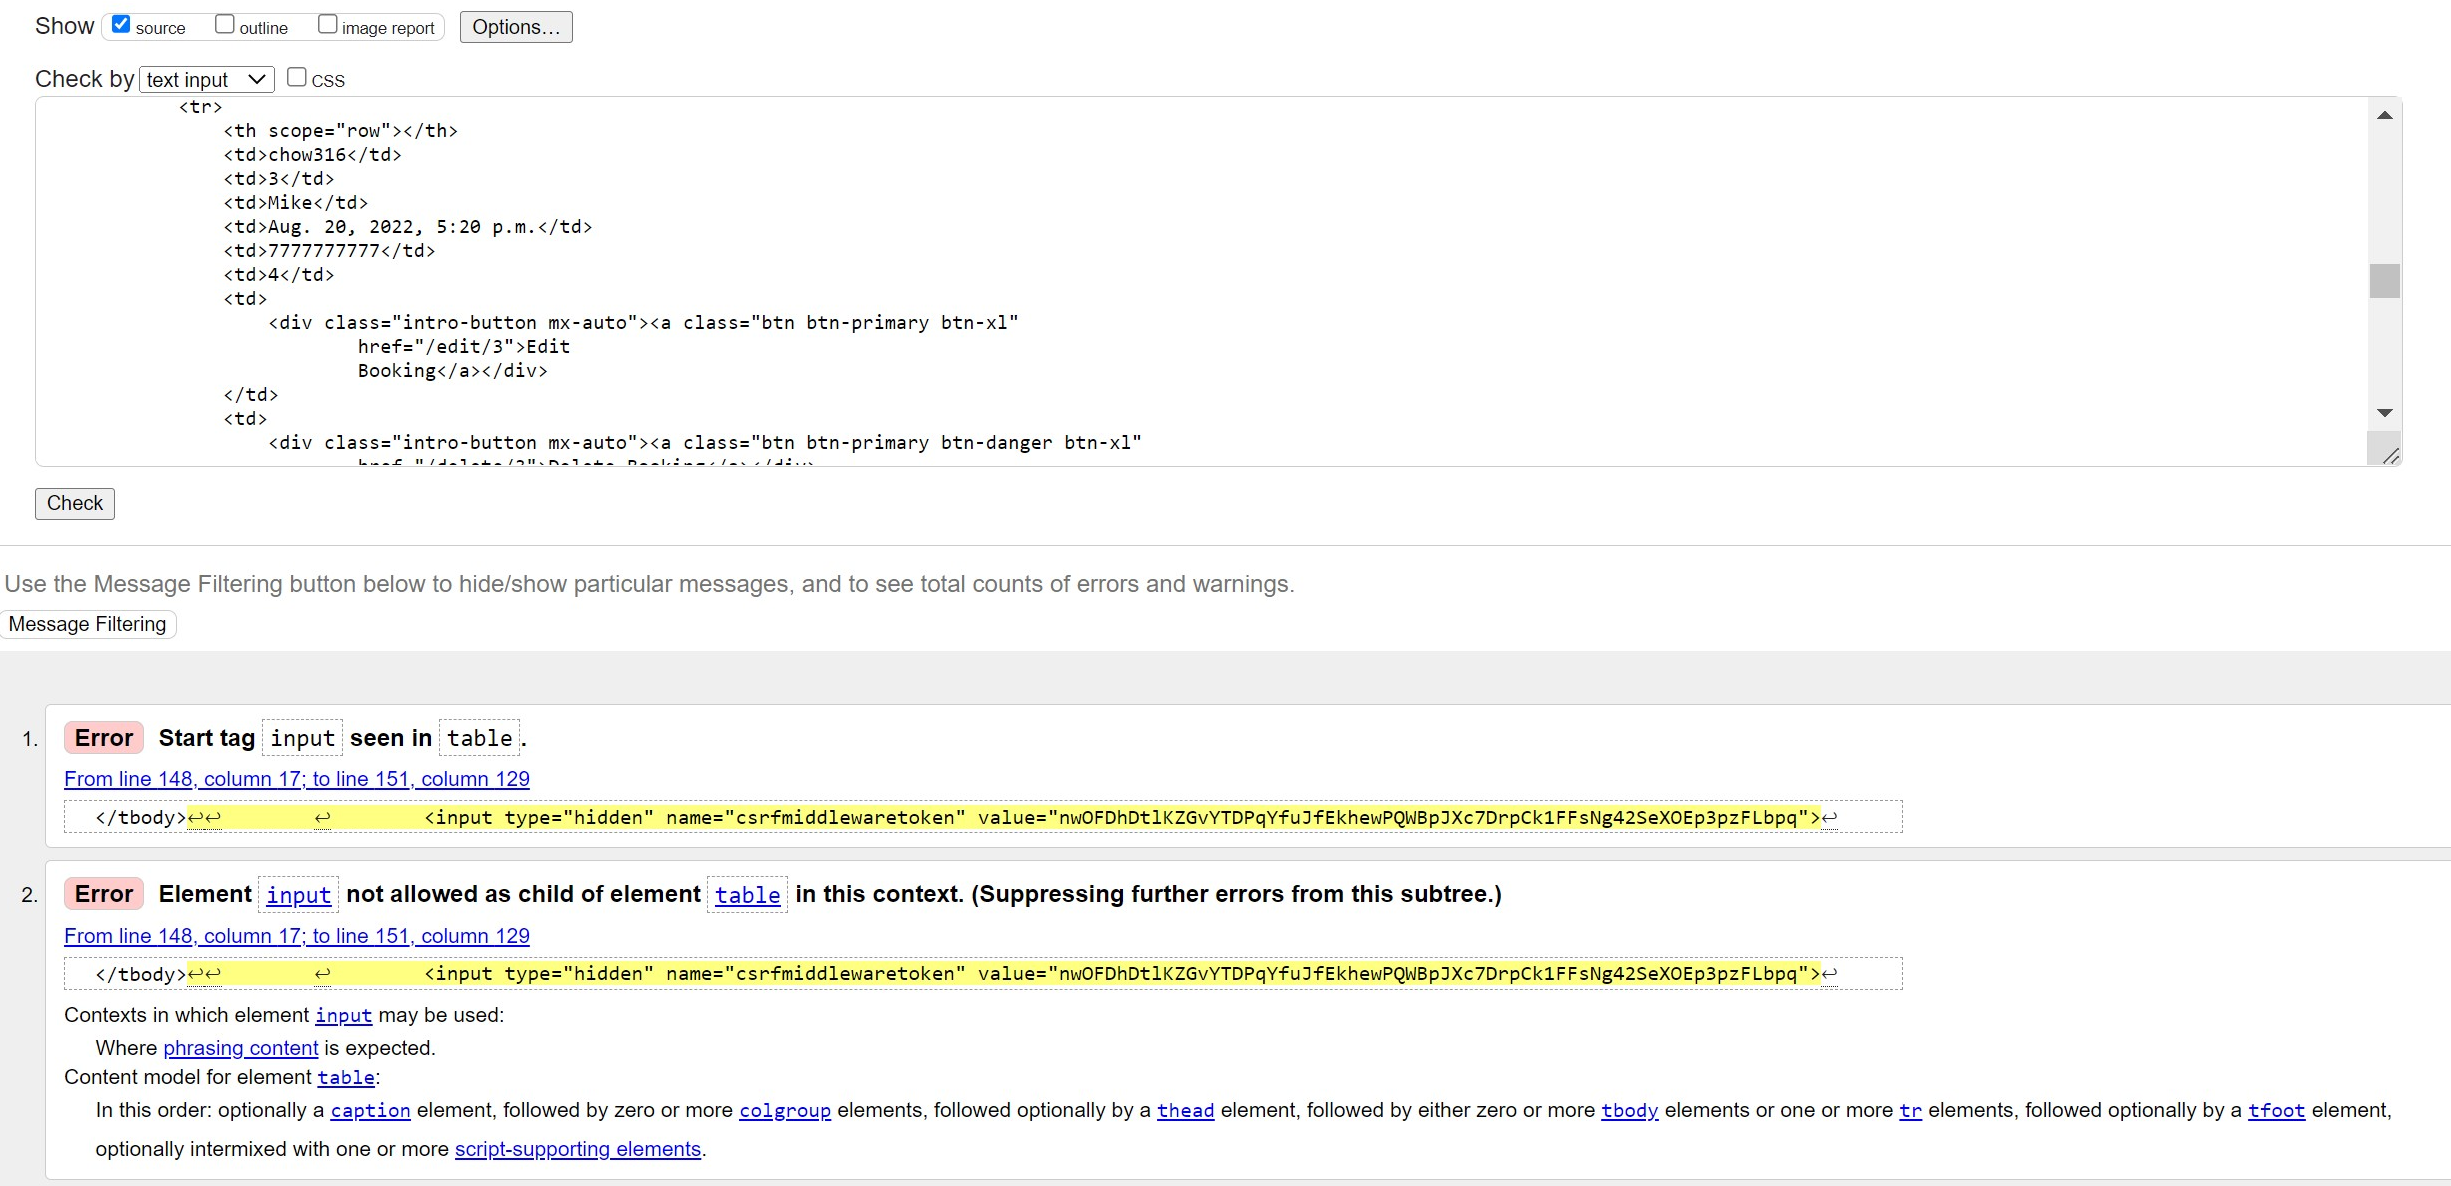 Show source outline image report Options...
Check by text input CSS
<tr>
<th scope="row"></th>
<td>chow316</td>
<td>3</td>
<td>Mike</td>
<td>Aug. 20, 2022, 5:20 p.m.</td>
<td>7777777777</td>
<td>4</td>
<td>
<div class="intro-button mx-auto"><a class="btn btn-primary btn-xl"
href="/edit/3">Edit
Booking</a></div>
</td>
<td>
<div class="intro-button mx-auto"><a class="btn btn-primary btn-danger btn-xl"
href="/delete/3">Delete Booking</a></div>
Check
Use the Message Filtering button below to hide/show particular messages, and to see total counts of errors and warnings.
Message Filtering
1. Error Start tag input seen in table.
From line 148, column 17; to line 151, column 129
</tbody>↩↩ ↩ <input type="hidden" name="csrfmiddlewaretoken" value="nwOFDhDtlKZGvYTDPqYfuJfEkhewPQWBpJXc7DrpCk1FFsNg42SeXOEp3pzFLbpq">↩
2. Error Element input not allowed as child of element table in this context. (Suppressing further errors from this subtree.)
From line 148, column 17; to line 151, column 129
</tbody>↩↩ ↩ <input type="hidden" name="csrfmiddlewaretoken" value="nwOFDhDtlKZGvYTDPqYfuJfEkhewPQWBpJXc7DrpCk1FFsNg42SeXOEp3pzFLbpq">↩
Contexts in which element input may be used:
Where phrasing content is expected.
Content model for element table:
In this order: optionally a caption element, followed by zero or more colgroup elements, followed optionally by a thead element, followed by either zero or more tbody elements or one or more tr elements, followed optionally by a tfoot element,
optionally intermixed with one or more script-supporting elements.